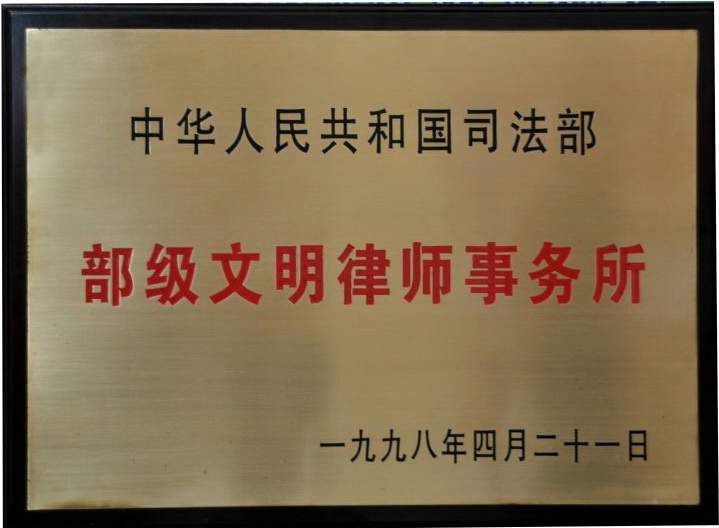 中华人民共和国司法部
部级文明律师事务所
一九九八年四月二十一日